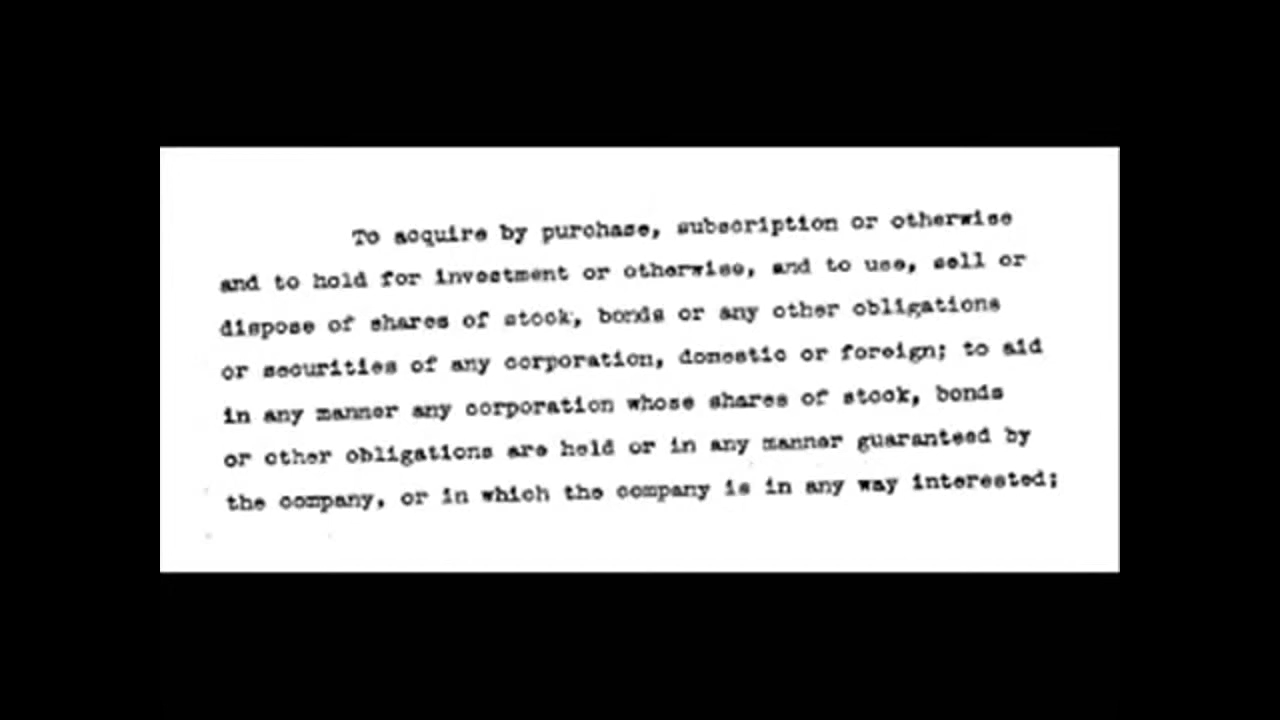 To acquire by purchase, subscription or otherwise
and to hold for investment or otherwise, and to use, sell or
dispose of shares of stock, bonds or any other obligations
or securities of any corporation, domestic or foreign; to aid
in any manner any corporation whose shares of stock, bonds
or other obligations are held or in any manner guaranteed by
the company, or in which the company is in any way interested;